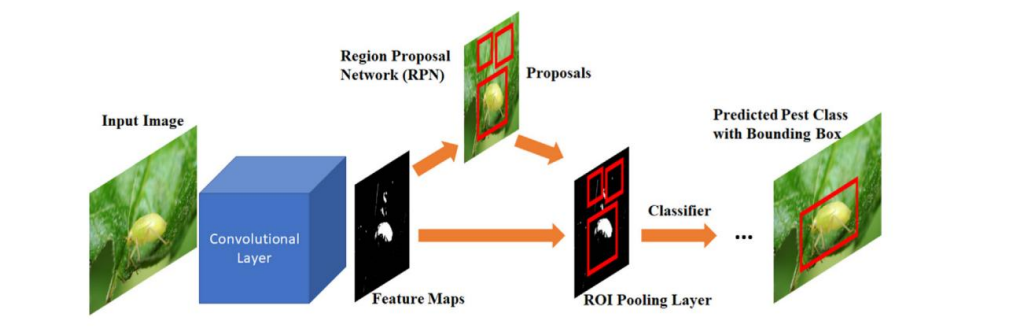 Region Proposal
Network (RPN)
Proposals
Input Image
Predicted Pest Class
with Bounding Box
Convolutional
Layer
Classifier
...
Feature Maps
ROI Pooling Layer